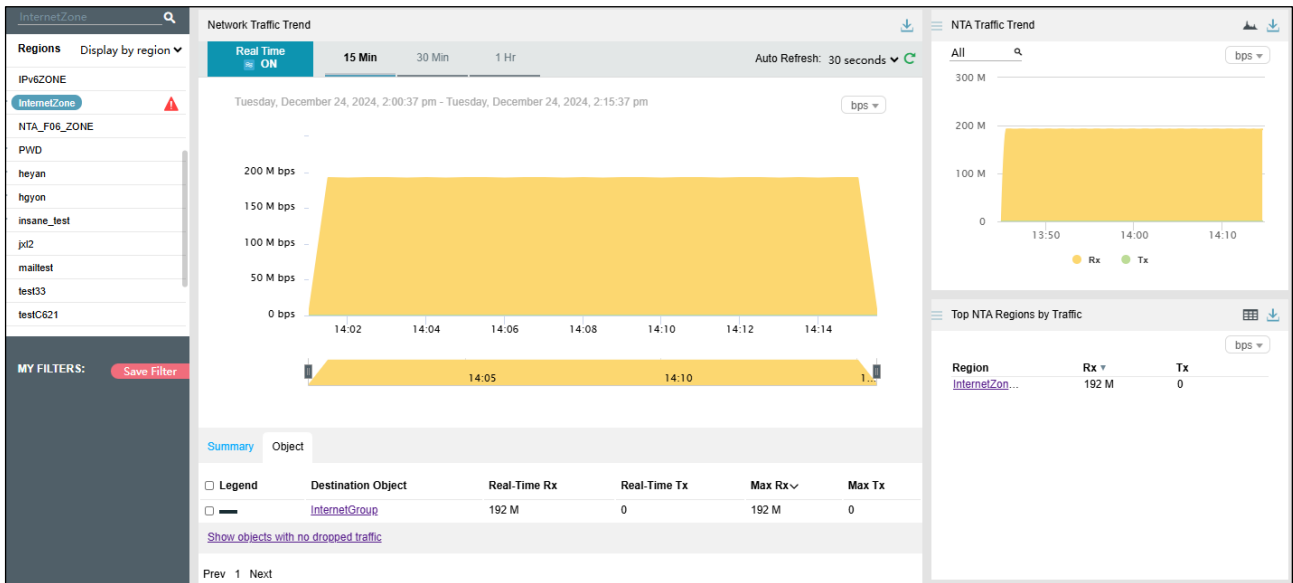 InternetZone
Regions Display by region
IPv6ZONE
InternetZone
NTA_F06_ZONE
PWD
heyan
hgyon
insane_test
jxl2
mailtest
test33
testC621
MY FILTERS: Save Filter
Network Traffic Trend
Real Time
ON
15 Min 30 Min 1 Hr
Auto Refresh: 30 seconds
Tuesday, December 24, 2024, 2:00:37 pm - Tuesday, December 24, 2024, 2:15:37 pm
bps
200 M bps
150 M bps
100 M bps
50 M bps
0 bps
14:02 14:04 14:06 14:08 14:10 14:12 14:14
14:05 14:10 1...
Summary Object
Legend Destination Object Real-Time Rx Real-Time Tx Max Rx Max Tx
InternetGroup 192 M 0 192 M 0
Show objects with no dropped traffic
Prev 1 Next
NTA Traffic Trend
All
bps
300 M
200 M
100 M
0
13:50 14:00 14:10
Rx Tx
Top NTA Regions by Traffic
bps
Region Rx Tx
InternetZon... 192 M 0